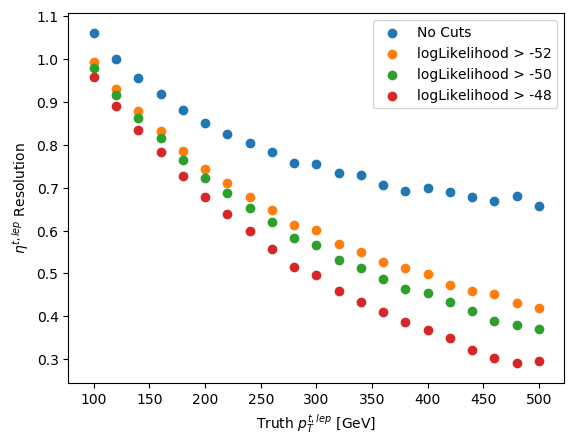 1.1
1.0
0.9
0.8
0.7
0.6
0.5
0.4
0.3
η^{t,lep} Resolution
No Cuts
logLikelihood > -52
logLikelihood > -50
logLikelihood > -48
100 150 200 250 300 350 400 450 500
Truth p_T^{t,lep} [GeV]